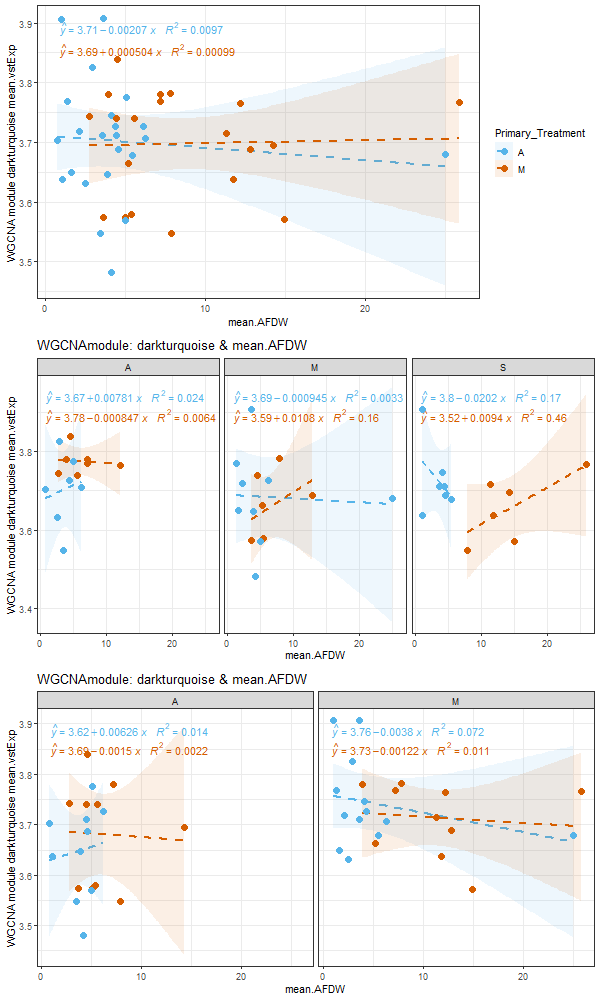 ŷ = 3.71 − 0.00207 x R² = 0.0097
ŷ = 3.69 + 0.000504 x R² = 0.00099
3.9
3.8
3.7
3.6
3.5
WGCNA module darkturquoise mean.vstExp
0 10 20
mean.AFDW
Primary_Treatment
A
M
WGCNAmodule: darkturquoise & mean.AFDW
A M S
ŷ = 3.67 + 0.00781 x R² = 0.024
ŷ = 3.78 − 0.000847 x R² = 0.0064
ŷ = 3.69 − 0.000945 x R² = 0.0033
ŷ = 3.59 + 0.0108 x R² = 0.16
ŷ = 3.8 − 0.0202 x R² = 0.17
ŷ = 3.52 + 0.0094 x R² = 0.46
3.8
3.6
3.4
WGCNA module darkturquoise mean.vstExp
0 10 20 0 10 20 0 10 20
mean.AFDW
WGCNAmodule: darkturquoise & mean.AFDW
A M
ŷ = 3.62 + 0.00626 x R² = 0.014
ŷ = 3.69 − 0.0015 x R² = 0.0022
ŷ = 3.76 − 0.0038 x R² = 0.072
ŷ = 3.73 − 0.00122 x R² = 0.011
3.9
3.8
3.7
3.6
3.5
WGCNA module darkturquoise mean.vstExp
0 10 20 0 10 20
mean.AFDW